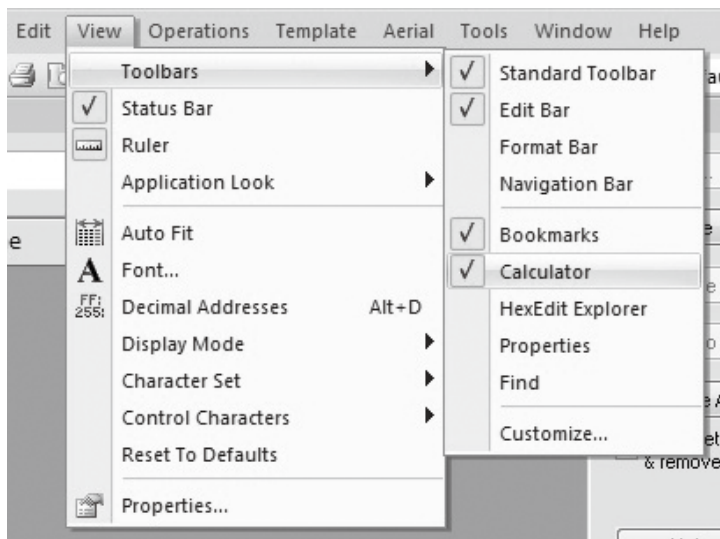 Edit View Operations Template Aerial Tools Window Help
Toolbars
Status Bar
Ruler
Application Look
Auto Fit
A Font...
FF:
255:
Decimal Addresses Alt+D
Display Mode
Character Set
Control Characters
Reset To Defaults
Properties...
Standard Toolbar
Edit Bar
Format Bar
Navigation Bar
Bookmarks
Calculator
HexEdit Explorer
Properties
Find
Customize...
e
& remove